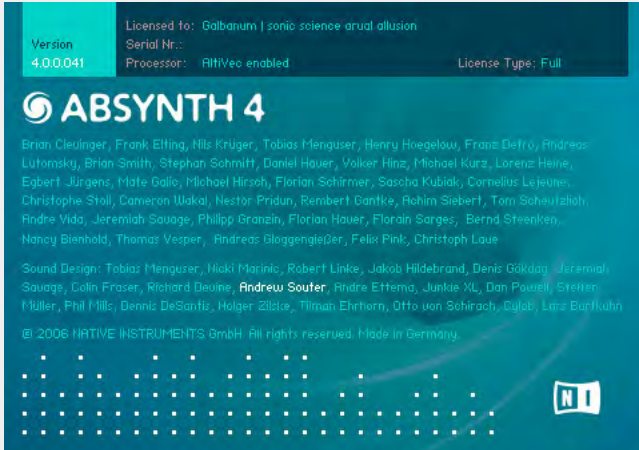 Licensed to: Galbanum | sonic science arual allusion
Version
Serial Nr.:
4.0.0.041
Processor: AltiVec enabled
License Type: Full
ABSYNTH 4
Brian Clevinger, Frank Elting, Nils Krüger, Tobias Menguser, Henry Hoegelow, Franz Detro, Andreas
Lutomsky, Brian Smith, Stephan Schmitt, Daniel Hauer, Volker Hinz, Michael Kurz, Lorenz Heine,
Egbert Jürgens, Mate Galic, Michael Hirsch, Florian Schirmer, Sascha Kubiak, Cornelius Lejeune,
Christophe Stoll, Cameron Wakal, Nestor Pridun, Rembert Gantke, Achim Siebert, Tom Scheutzlich,
Andre Vida, Jeremiah Savage, Philipp Granzin, Florian Hauer, Florain Sarges, Bernd Steenken,
Nancy Bienhold, Thomas Vesper, Andreas Gloggengießer, Felix Pink, Christoph Laue
Sound Design: Tobias Menguser, Nicki Marinic, Robert Linke, Jakob Hildebrand, Denis Gökdag, Jeremiah
Savage, Colin Fraser, Richard Devine, Andrew Souter, Andre Ettema, Junkie XL, Dan Powell, Steffen
Müller, Phil Mills, Dennis DeSantis, Holger Zilske, Tilman Ehrhorn, Otto von Schirach, Cylob, Lars Bartkuhn
© 2006 NATIVE INSTRUMENTS GmbH. All rights reserved. Made in Germany.
NI